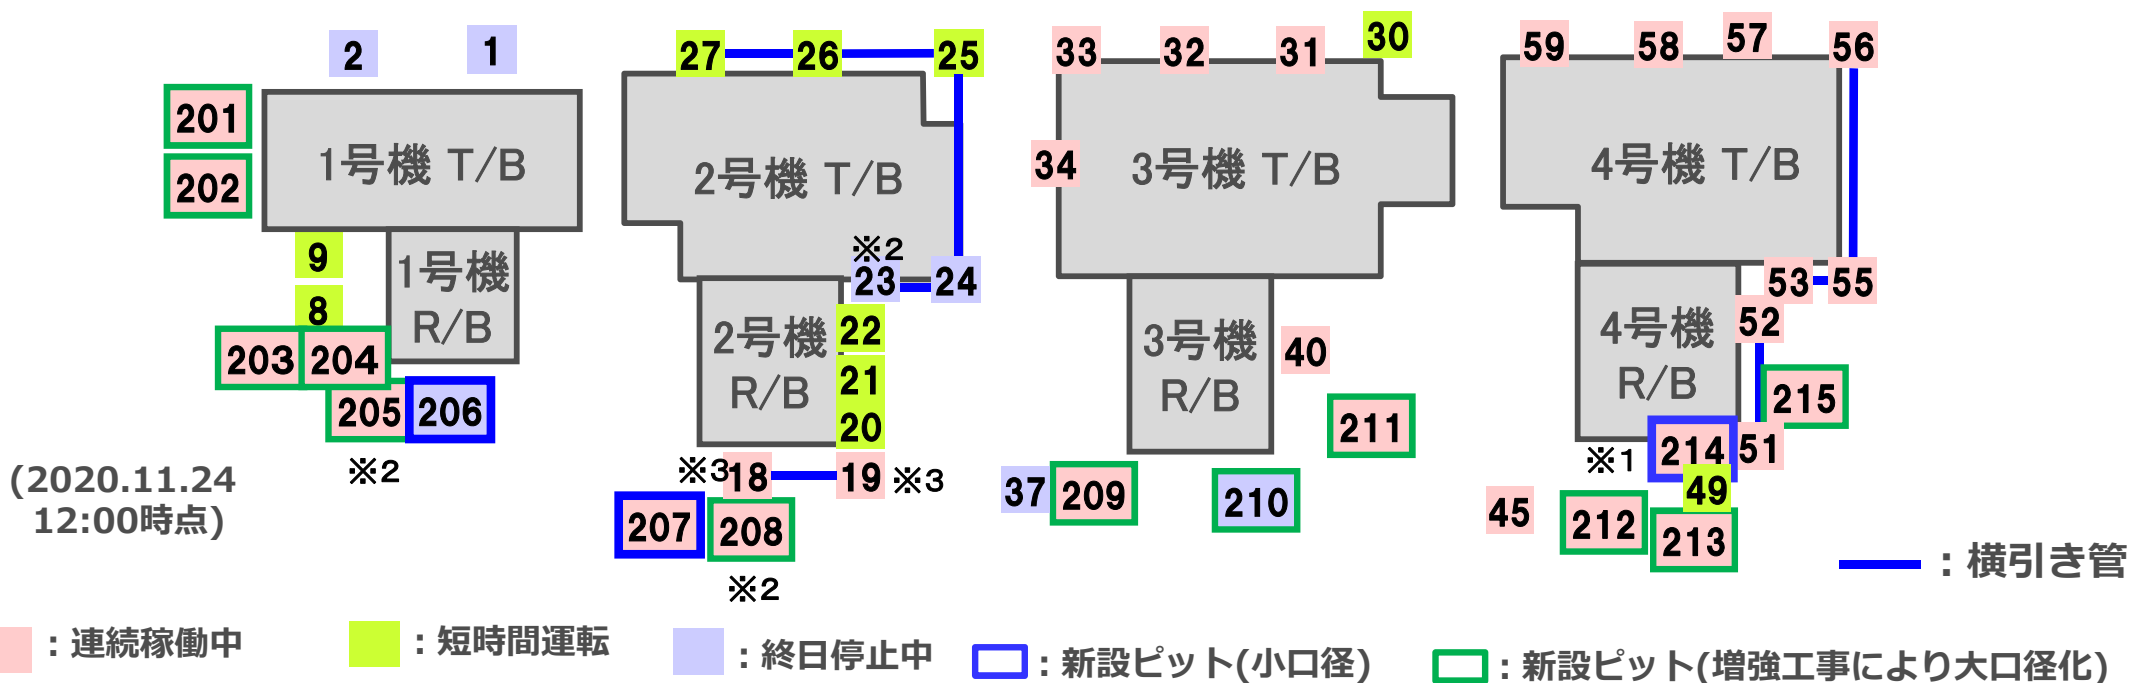 2
1
201
202
1号機 T/B
9
8
1号機
R/B
203
204
205
206
※2
(2020.11.24
12:00時点)
27
26
25
2号機 T/B
※2
23
24
2号機
R/B
22
21
20
※3
18
19
※3
207
208
※2
33
32
31
30
34
3号機 T/B
3号機
R/B
40
211
37
209
210
59
58
57
56
4号機 T/B
53
55
52
4号機
R/B
215
※1
214
51
49
45
212
213
：横引き管
：連続稼働中
：短時間運転
：終日停止中
：新設ピット(小口径)
：新設ピット(増強工事により大口径化)